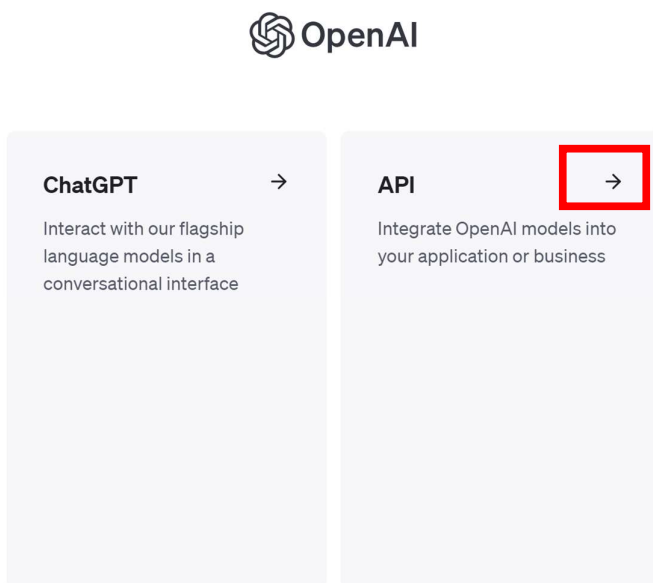 OpenAI
ChatGPT →
Interact with our flagship
language models in a
conversational interface
API →
Integrate OpenAI models into
your application or business